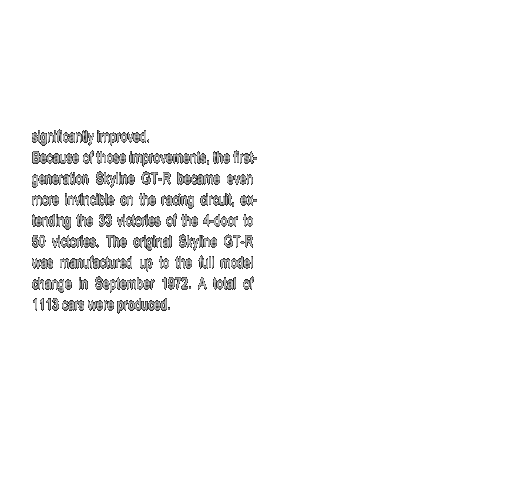 significantly improved.
Because of those improvements, the first-
generation Skyline GT-R became even
more invincible on the racing circuit, ex-
tending the 33 victories of the 4-door to
50 victories. The original Skyline GT-R
was manufactured up to the full model
change in September 1972. A total of
1113 cars were produced.